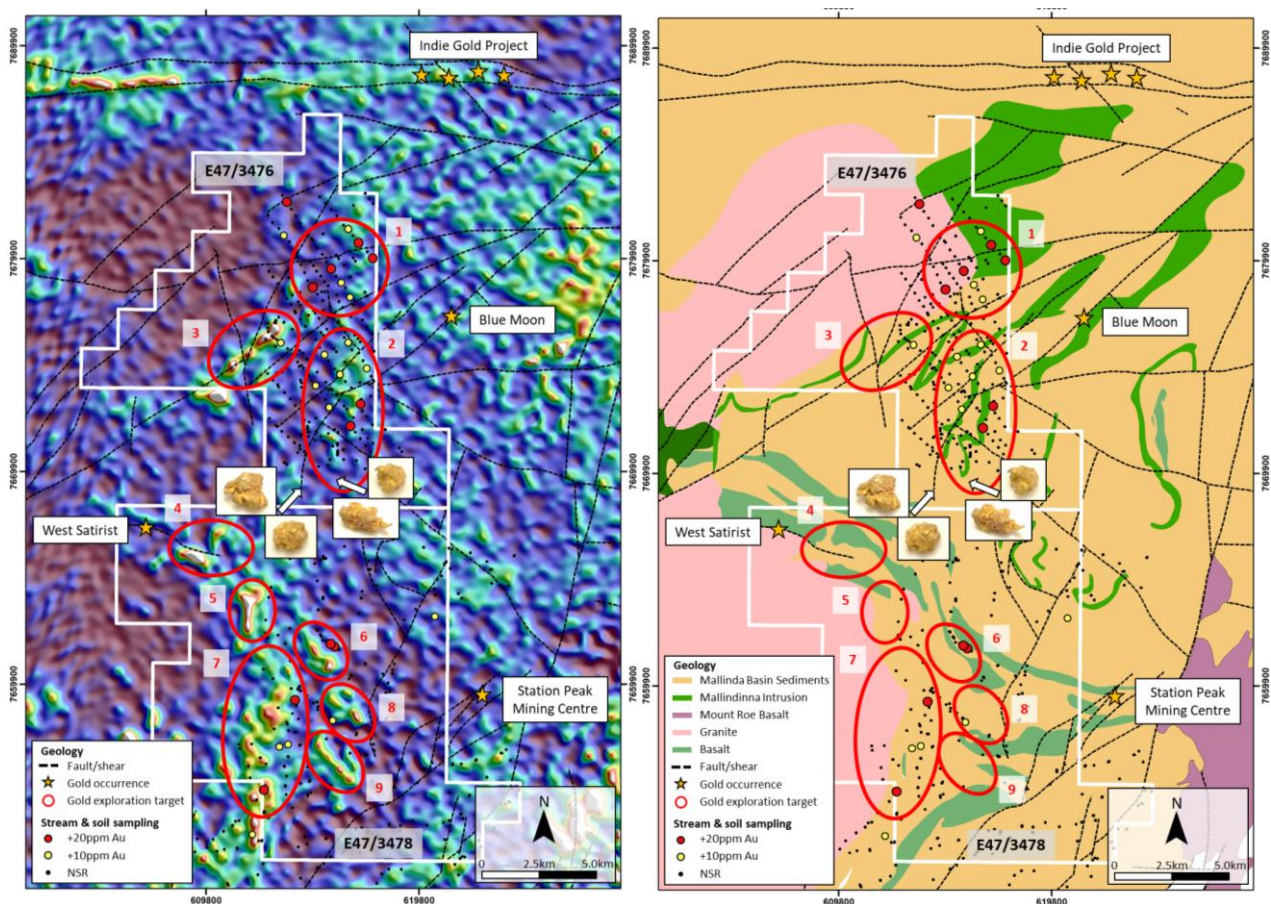 Indie Gold Project
E47/3476
1
2
3
Blue Moon
4
West Satirist
5
6
7
8
9
Station Peak
Mining Centre
E47/3478
Geology
Fault/shear
Gold occurrence
Gold exploration target
Stream & soil sampling
+20ppm Au
+10ppm Au
NSR
N
0 2.5km 5.0km
7689900
7679900
7669900
7659900
609800
619800
Indie Gold Project
E47/3476
1
2
3
Blue Moon
4
West Satirist
5
6
7
8
9
Station Peak
Mining Centre
E47/3478
Geology
Mallinda Basin Sediments
Mallindinna Intrusion
Mount Roe Basalt
Granite
Basalt
Fault/shear
Gold occurrence
Gold exploration target
Stream & soil sampling
+20ppm Au
+10ppm Au
NSR
N
0 2.5km 5.0km
7689900
7679900
7669900
7659900
609800
619800